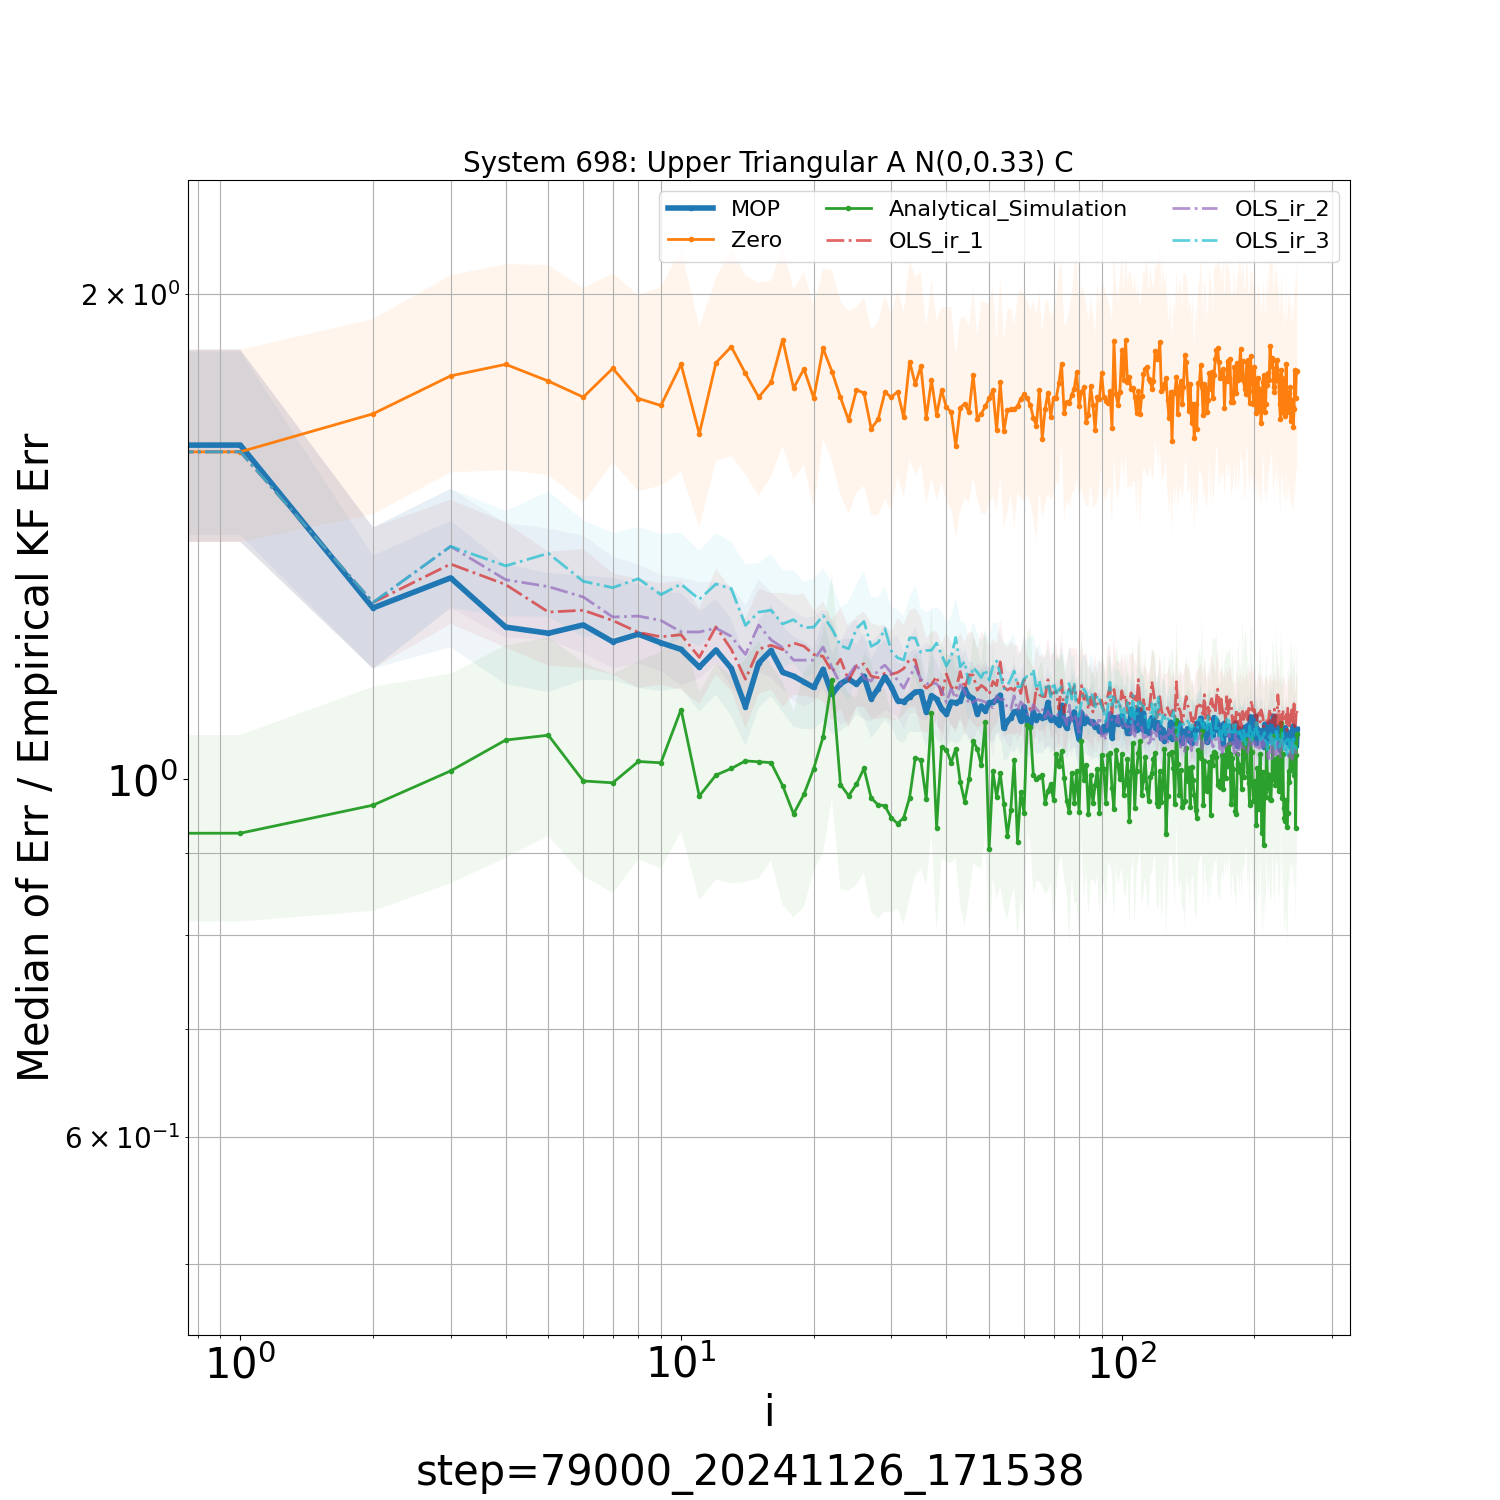 System 698: Upper Triangular A N(0,0.33) C
MOP
Zero
Analytical_Simulation
OLS_ir_1
OLS_ir_2
OLS_ir_3
Median of Err / Empirical KF Err
2 × 10⁰
10⁰
6 × 10⁻¹
10⁰
10¹
10²
i
step=79000_20241126_171538